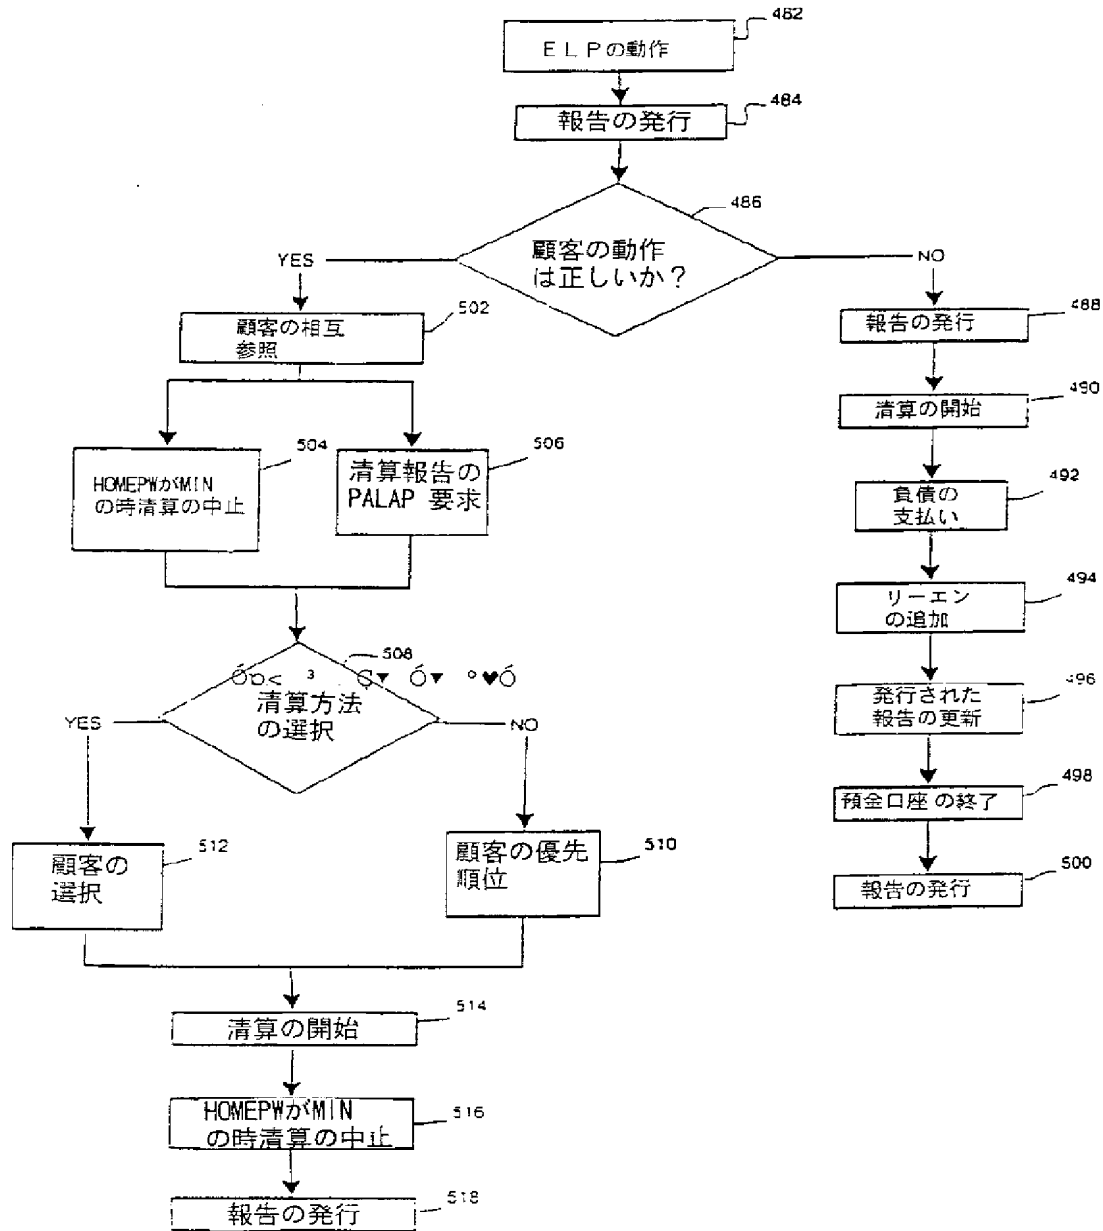 482
ＥＬＰの動作
484
報告の発行
486
顧客の動作
は正しいか？
YES
NO
502
顧客の相互
参照
488
報告の発行
490
清算の開始
504
HOMEPWがMIN
の時清算の中止
506
清算報告の
PALAP 要求
492
負債の
支払い
494
リーエン
の追加
508
清算方法
の選択
YES
NO
496
発行された
報告の更新
498
預金口座の終了
512
顧客の
選択
510
顧客の優先
順位
500
報告の発行
514
清算の開始
516
HOMEPWがMIN
の時清算の中止
518
報告の発行